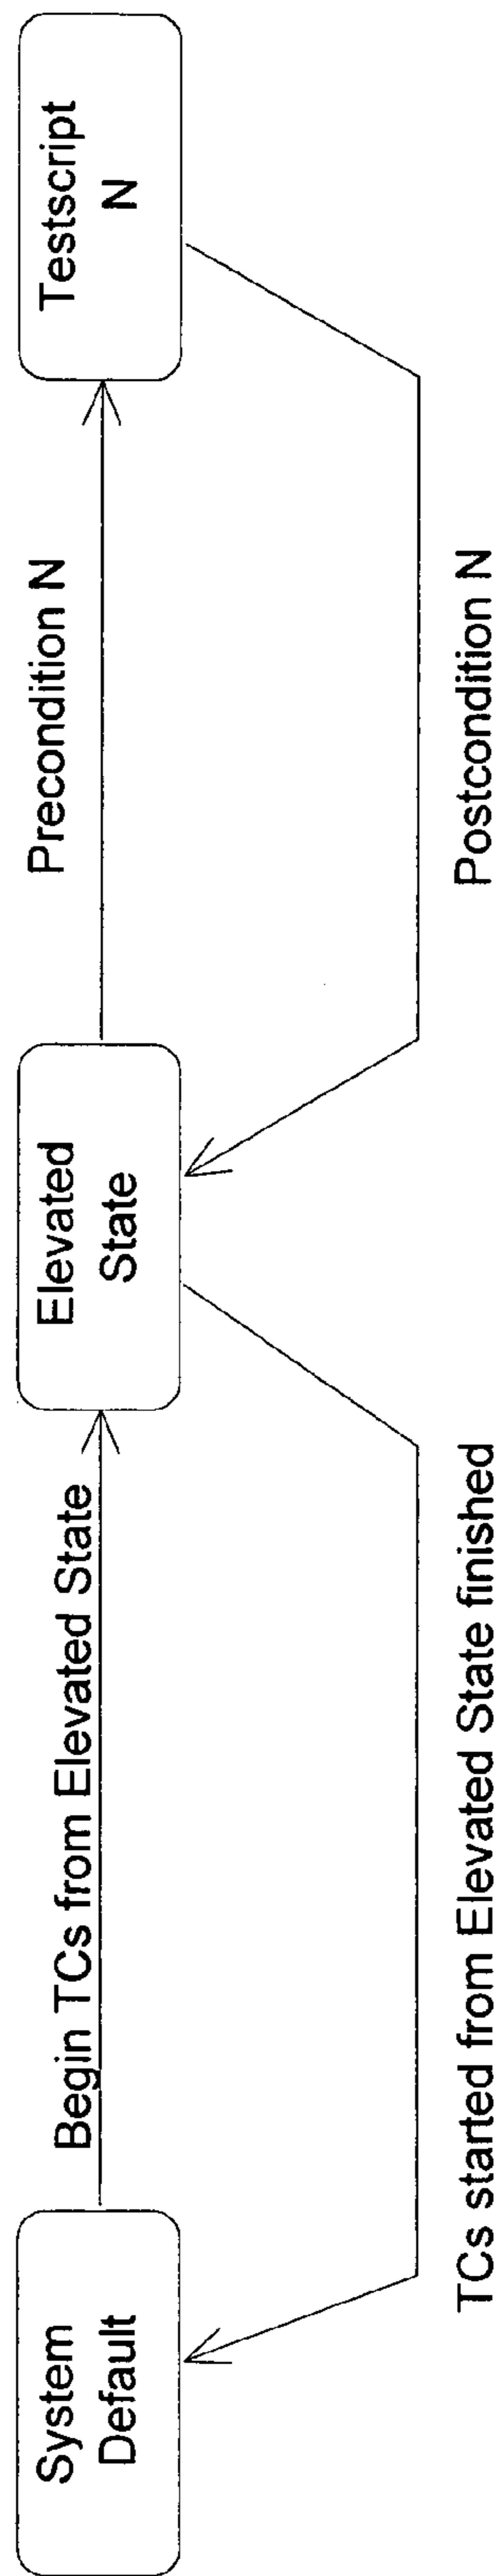 System
Default
Begin TCs from Elevated State
Elevated
State
Precondition N
Testscript
N
TCs started from Elevated State finished
Postcondition N